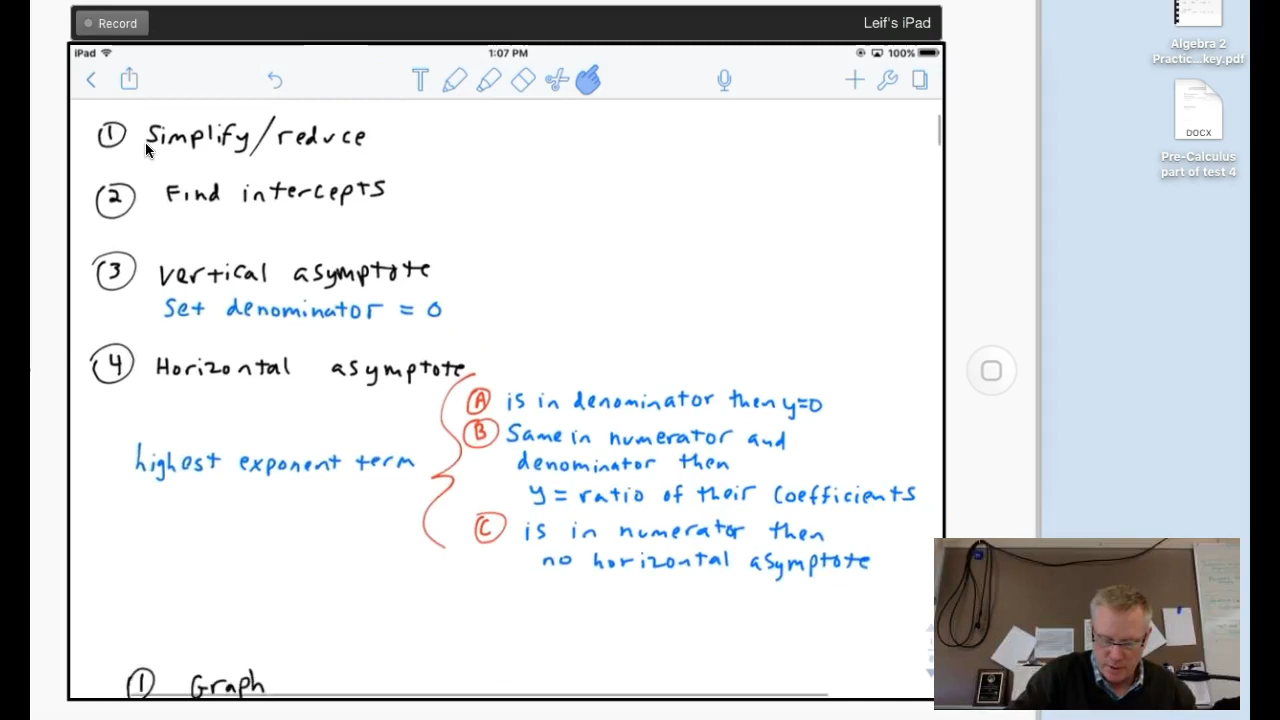 Record
Leif's iPad
iPad
1:07 PM
100%
T
① Simplify/reduce
② Find intercepts
③ Vertical asymptote
Set denominator = 0
④ Horizontal asymptote
highest exponent term
Ⓐ is in denominator then y=0
Ⓑ Same in numerator and
denominator then
y = ratio of their coefficients
Ⓒ is in numerator then
no horizontal asymptote
① Graph
Algebra 2
Practic...key.pdf
DOCX
Pre-Calculus
part of test 4